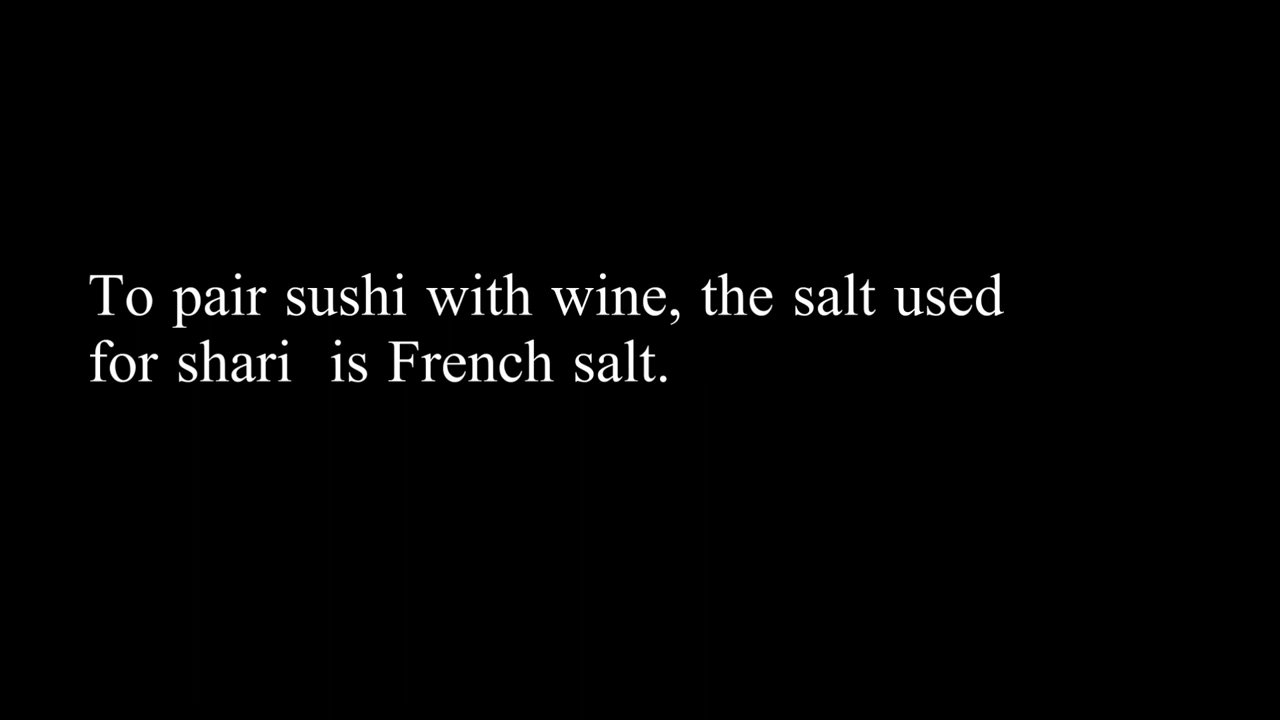 To pair sushi with wine, the salt used
for shari  is French salt.